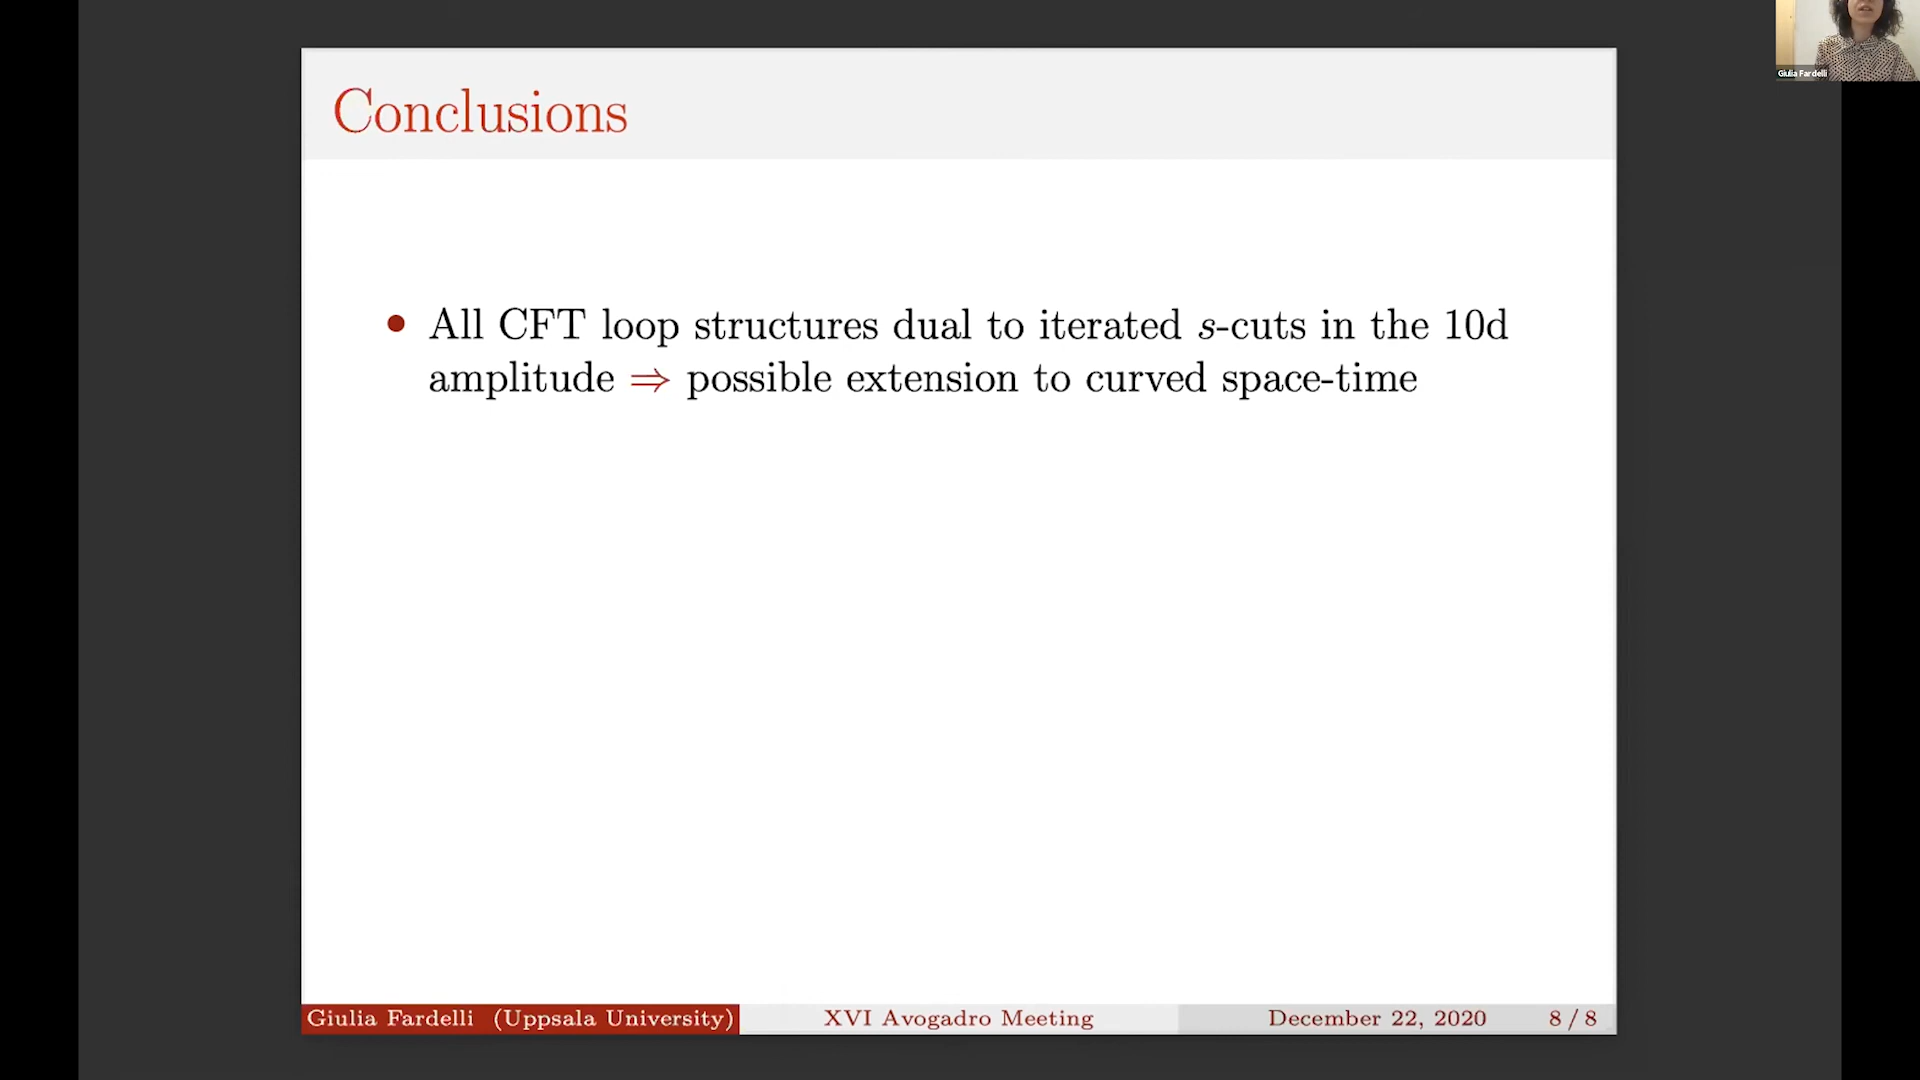 Giulia Fardelli
Conclusions
• All CFT loop structures dual to iterated s-cuts in the 10d
amplitude ⇒ possible extension to curved space-time
Giulia Fardelli (Uppsala University) XVI Avogadro Meeting December 22, 2020 8 / 8